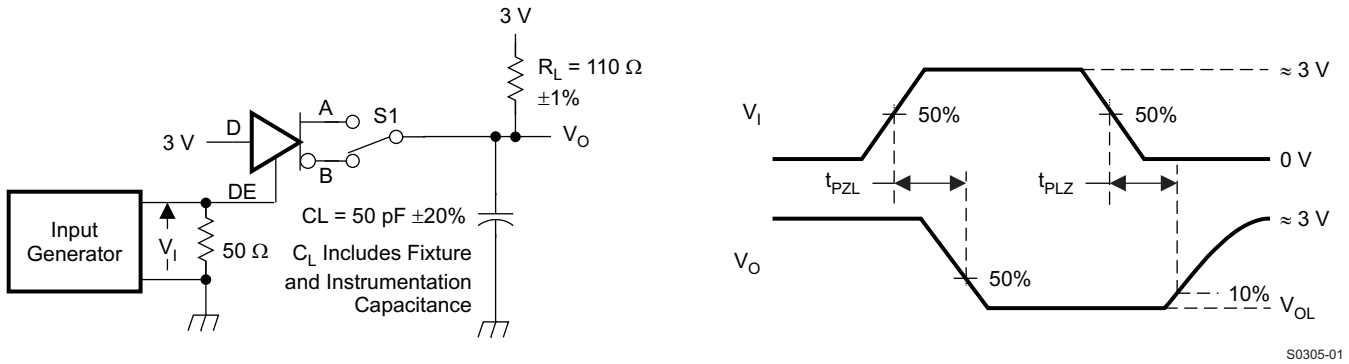 3 V
R_L = 110 Ω
±1%
A
S1
D
3 V
V_O
B
DE
Input
Generator
V_I
50 Ω
CL = 50 pF ±20%
C_L Includes Fixture
and Instrumentation
Capacitance
≈ 3 V
V_I
50%
50%
0 V
t_PZL
t_PLZ
≈ 3 V
V_O
50%
10%
V_OL
S0305-01